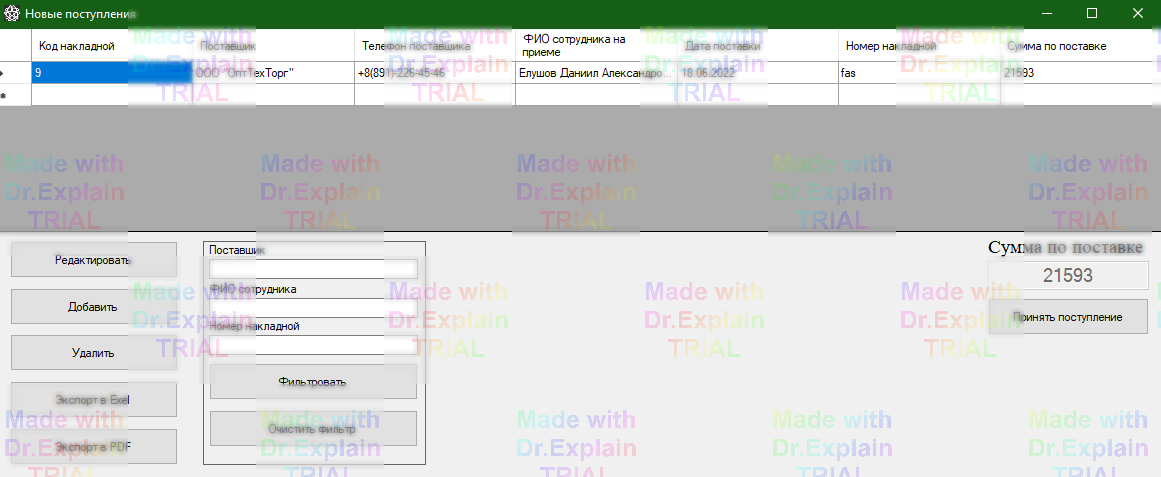 Новые поступления
Код накладной Поставщик Телефон поставщика ФИО сотрудника на приеме Дата поставки Номер накладной Сумма по поставке
9 ООО "ОптТехТорг" +8(891)-226-45-46 Елушов Даниил Александро... 18.06.2022 fas 21593
Made with
Dr.Explain
TRIAL
Редактировать
Добавить
Удалить
Экспорт в Exel
Экспорт в PDF
Поставщик
ФИО сотрудника
Номер накладной
Фильтровать
Очистить фильтр
Сумма по поставке
21593
Принять поступление